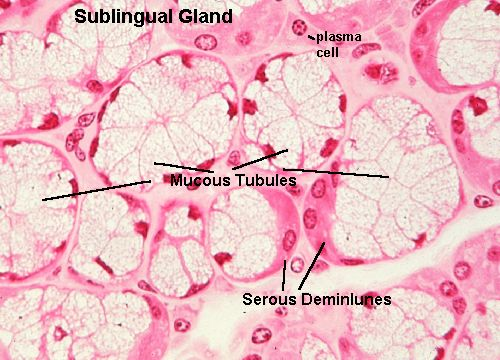 Sublingual Gland
plasma
cell
Mucous Tubules
Serous Deminlunes